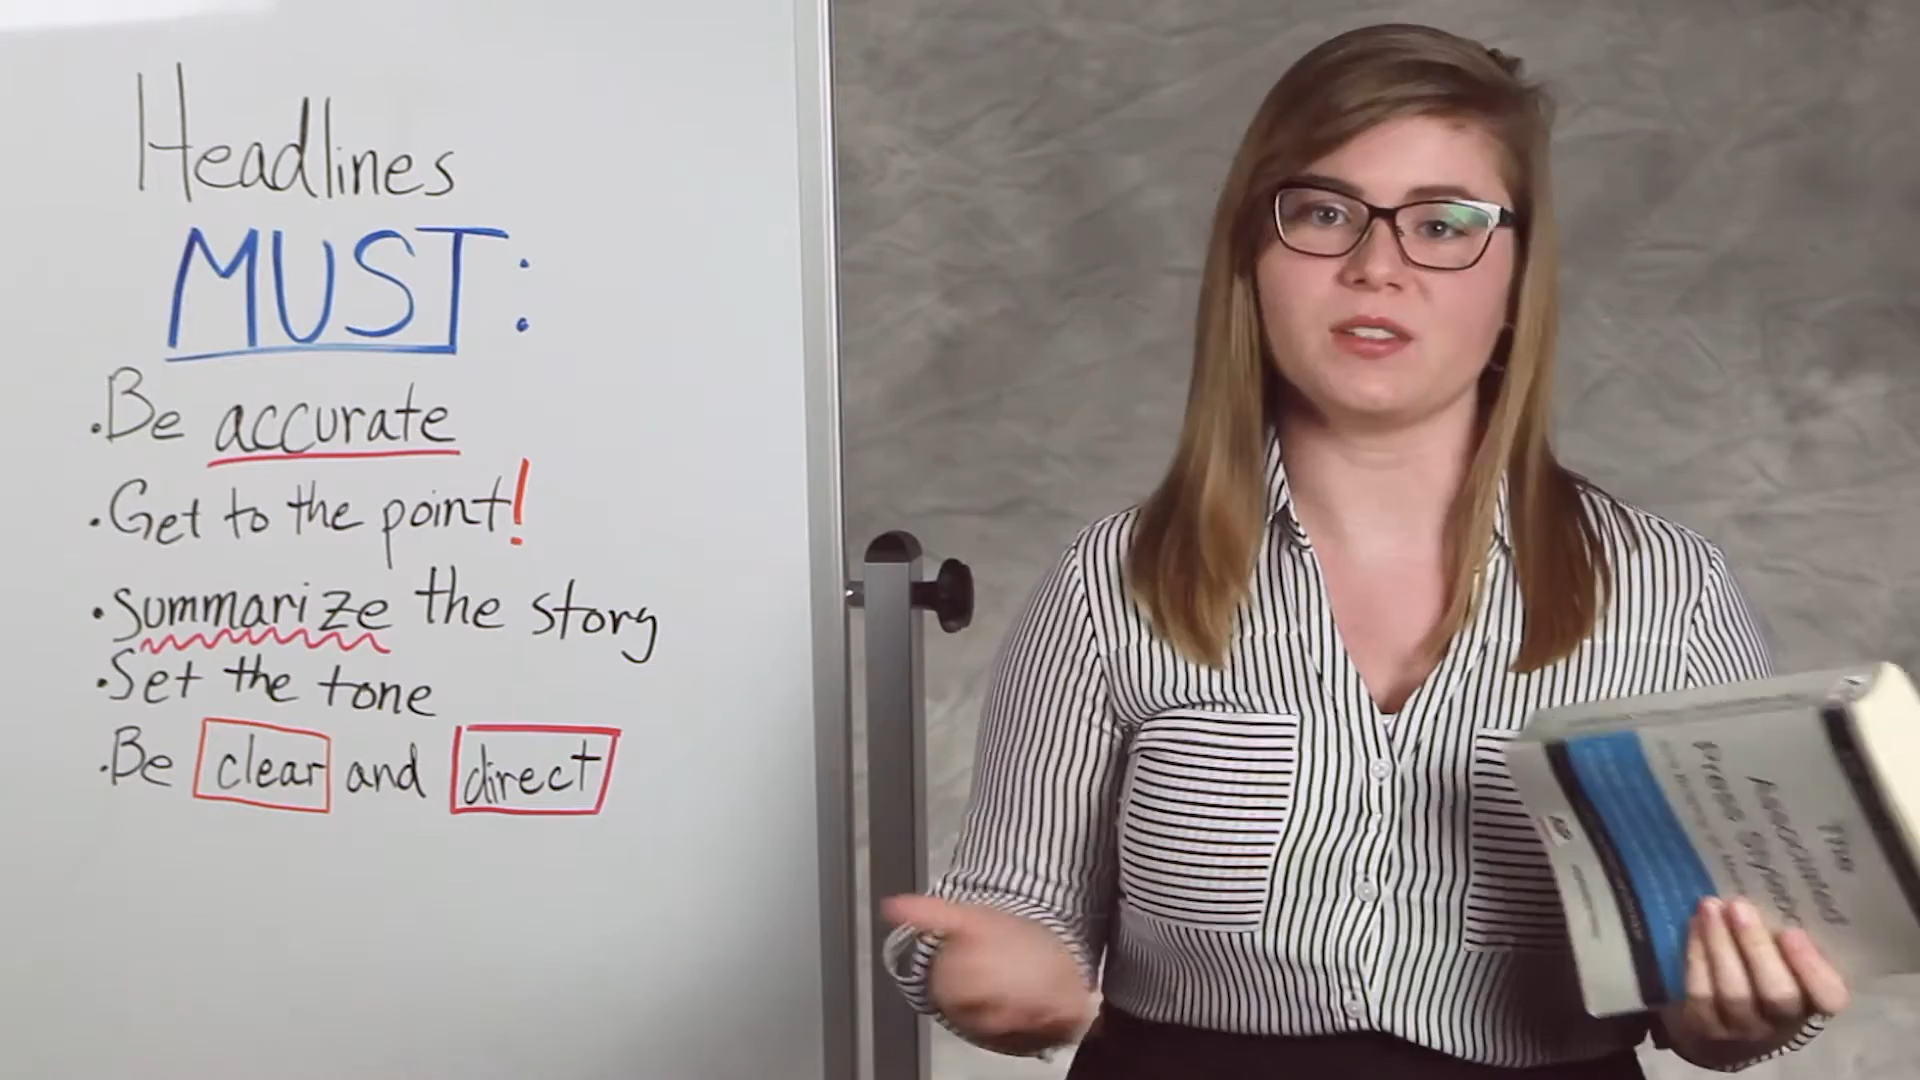 Headlines
MUST:
• Be accurate
• Get to the point!
• Summarize the story
• Set the tone
• Be clear and direct
The
Associated
Press Stylebook